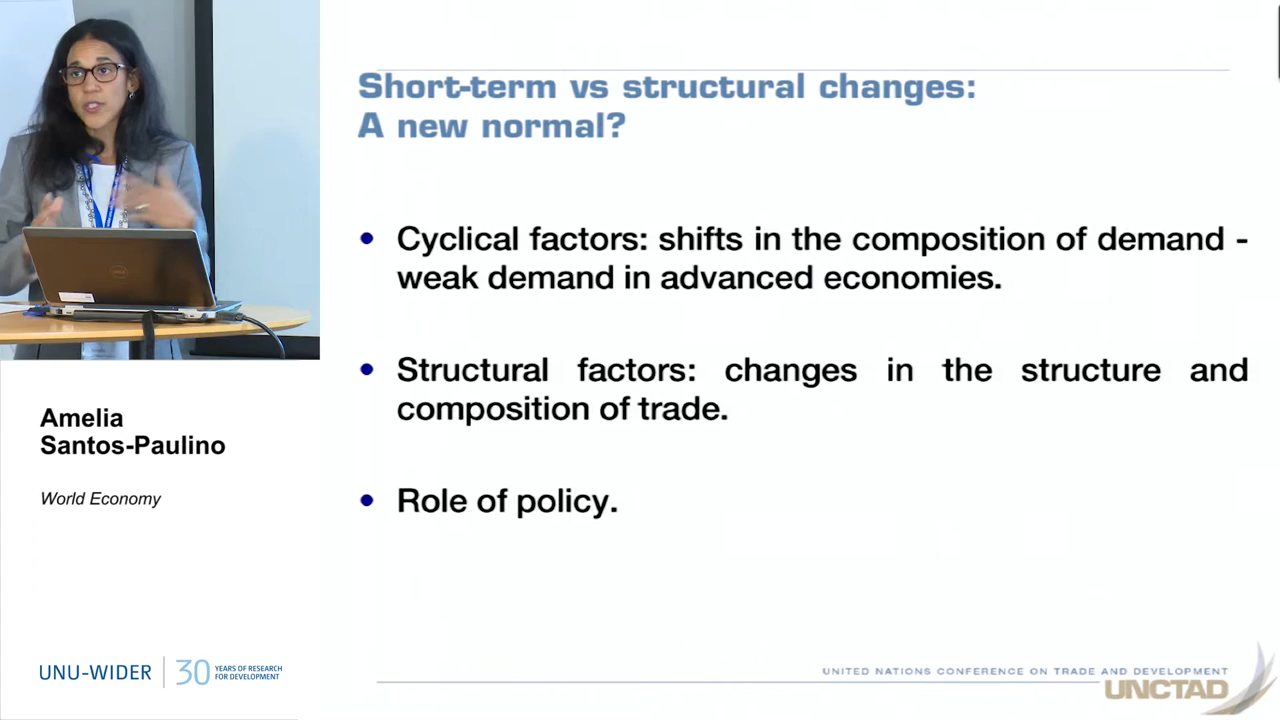 Short-term vs structural changes:
A new normal?
• Cyclical factors: shifts in the composition of demand -
weak demand in advanced economies.
• Structural factors: changes in the structure and
composition of trade.
• Role of policy.
Amelia
Santos-Paulino
World Economy
UNU-WIDER
30 YEARS OF RESEARCH
FOR DEVELOPMENT
UNITED NATIONS CONFERENCE ON TRADE AND DEVELOPMENT
UNCTAD